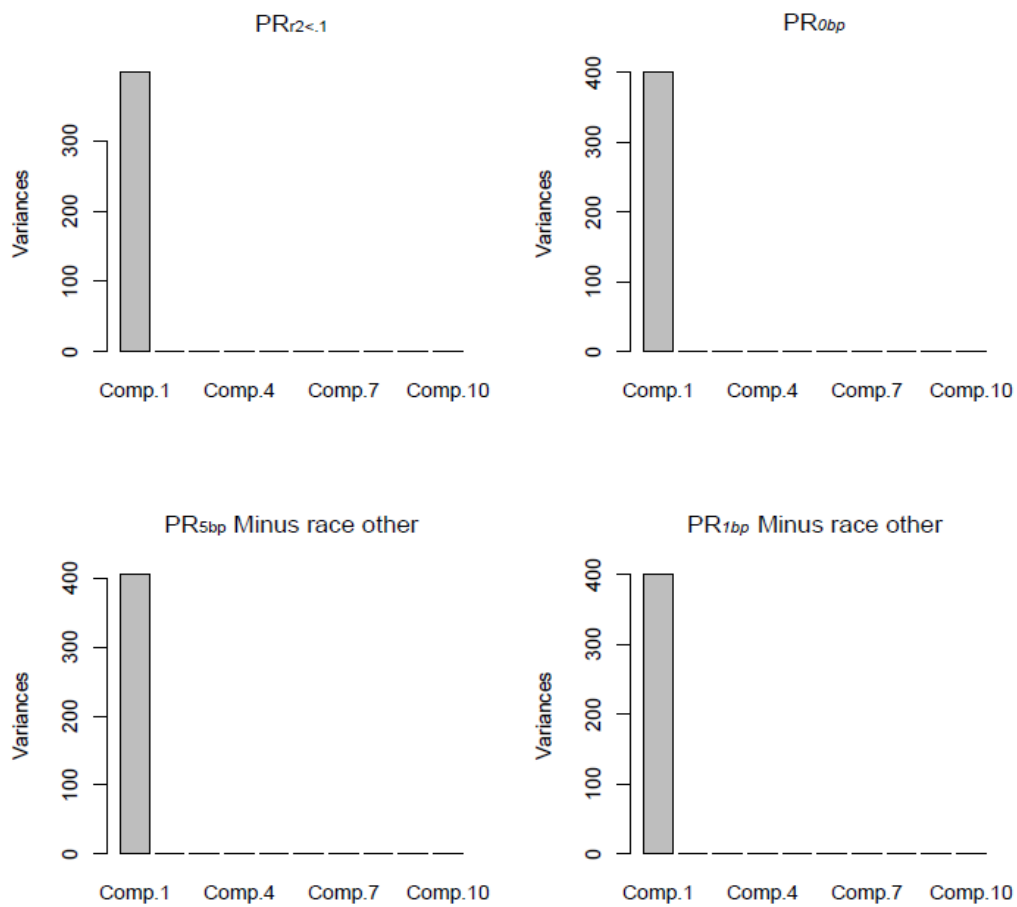 PRr2<.1
Variances
0
100
200
300
Comp.1 Comp.4 Comp.7 Comp.10
PR0bp
Variances
0
100
200
300
400
Comp.1 Comp.4 Comp.7 Comp.10
PR5bp Minus race other
Variances
0
100
200
300
400
Comp.1 Comp.4 Comp.7 Comp.10
PR1bp Minus race other
Variances
0
100
200
300
400
Comp.1 Comp.4 Comp.7 Comp.10